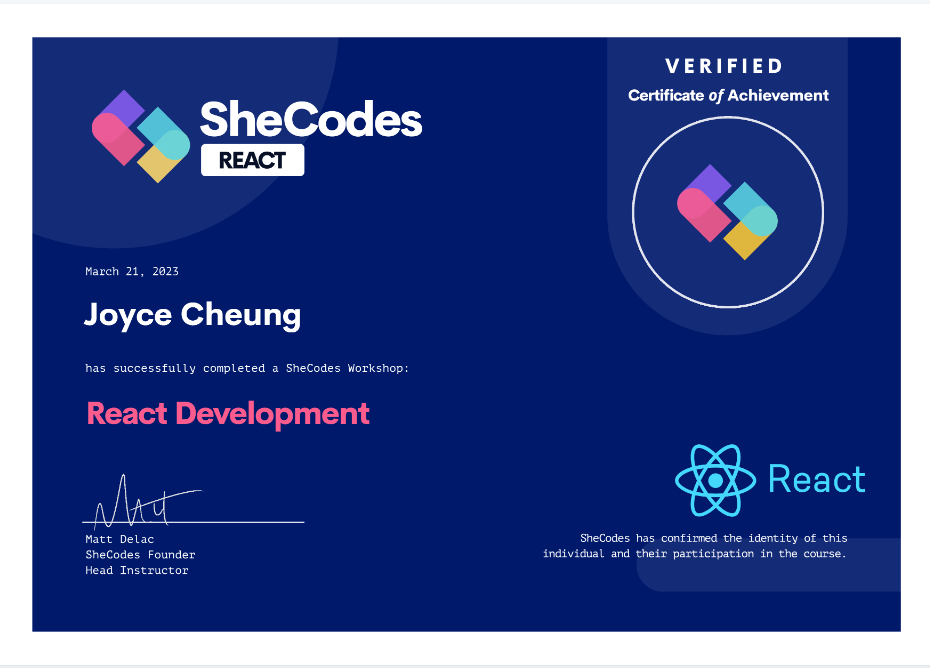 SheCodes
REACT
VERIFIED
Certificate of Achievement
March 21, 2023
Joyce Cheung
has successfully completed a SheCodes Workshop:
React Development
Matt
Matt Delac
SheCodes Founder
Head Instructor
React
SheCodes has confirmed the identity of this
individual and their participation in the course.